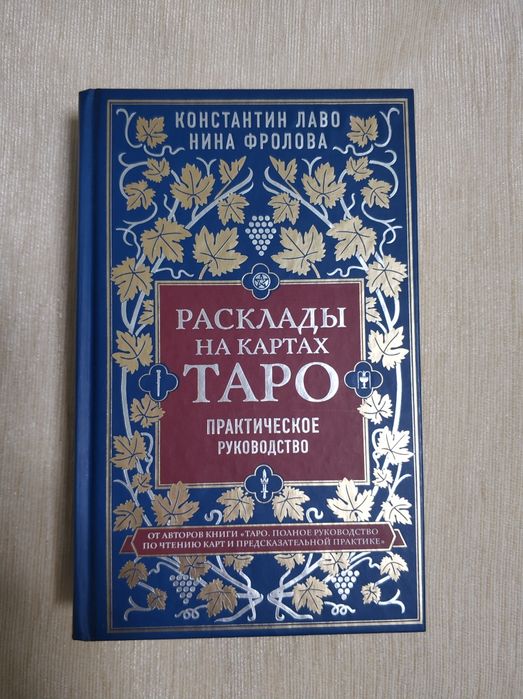 КОНСТАНТИН ЛАВО
НИНА ФРОЛОВА
РАСКЛАДЫ
НА КАРТАХ
ТАРО
ПРАКТИЧЕСКОЕ
РУКОВОДСТВО
ОТ АВТОРОВ КНИГИ «ТАРО. ПОЛНОЕ РУКОВОДСТВО
ПО ЧТЕНИЮ КАРТ И ПРЕДСКАЗАТЕЛЬНОЙ ПРАКТИКЕ»